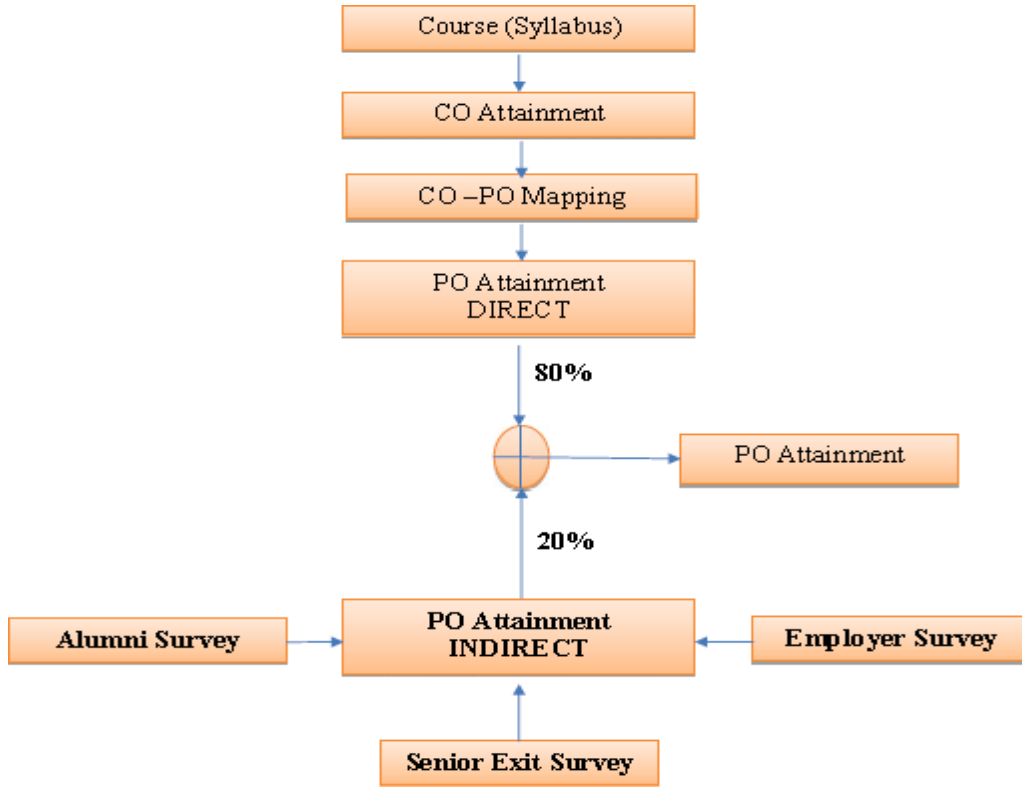 Course (Syllabus)
CO Attainment
CO –PO Mapping
PO Attainment
DIRECT
80%
PO Attainment
20%
Alumni Survey
PO Attainment
INDIRECT
Employer Survey
Senior Exit Survey